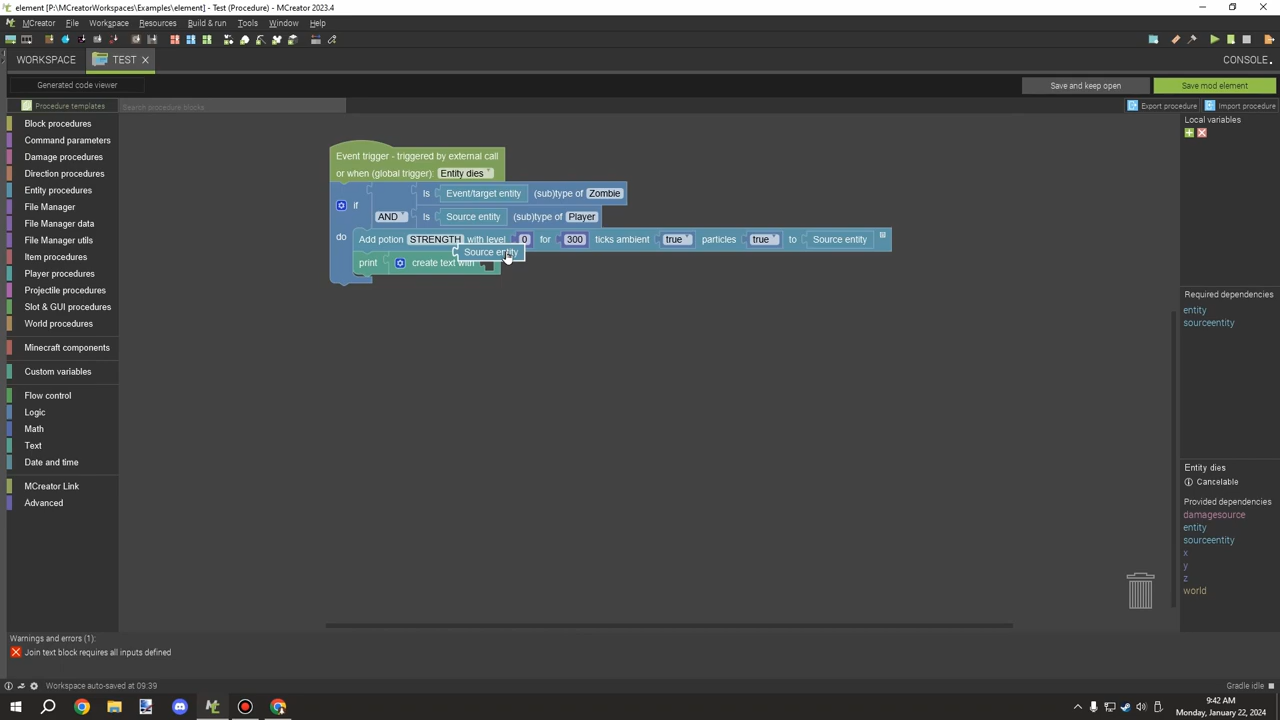 element [P:\MCreatorWorkspaces\Examples\element] - Test (Procedure) - MCreator 2023.4
MCreator File Workspace Resources Build & run Tools Window Help
WORKSPACE TEST CONSOLE
Generated code viewer Save and keep open Save mod element
Procedure templates Search procedure blocks Export procedure Import procedure
Block procedures
Command parameters
Damage procedures
Direction procedures
Entity procedures
File Manager
File Manager data
File Manager utils
Item procedures
Player procedures
Projectile procedures
Slot & GUI procedures
World procedures
Minecraft components
Custom variables
Flow control
Logic
Math
Text
Date and time
MCreator Link
Advanced
Event trigger - triggered by external call
or when (global trigger): Entity dies
if Is Event/target entity (sub)type of Zombie
AND Is Source entity (sub)type of Player
do Add potion STRENGTH with level 0 for 300 ticks ambient true particles true to Source entity
Source entity
print create text with
Local variables
Required dependencies
entity
sourceentity
Entity dies
Cancelable
Provided dependencies:
damagesource
entity
sourceentity
x
y
z
world
Warnings and errors (1):
Join text block requires all inputs defined
Workspace auto-saved at 09:39 Gradle idle
9:42 AM
Monday, January 22, 2024